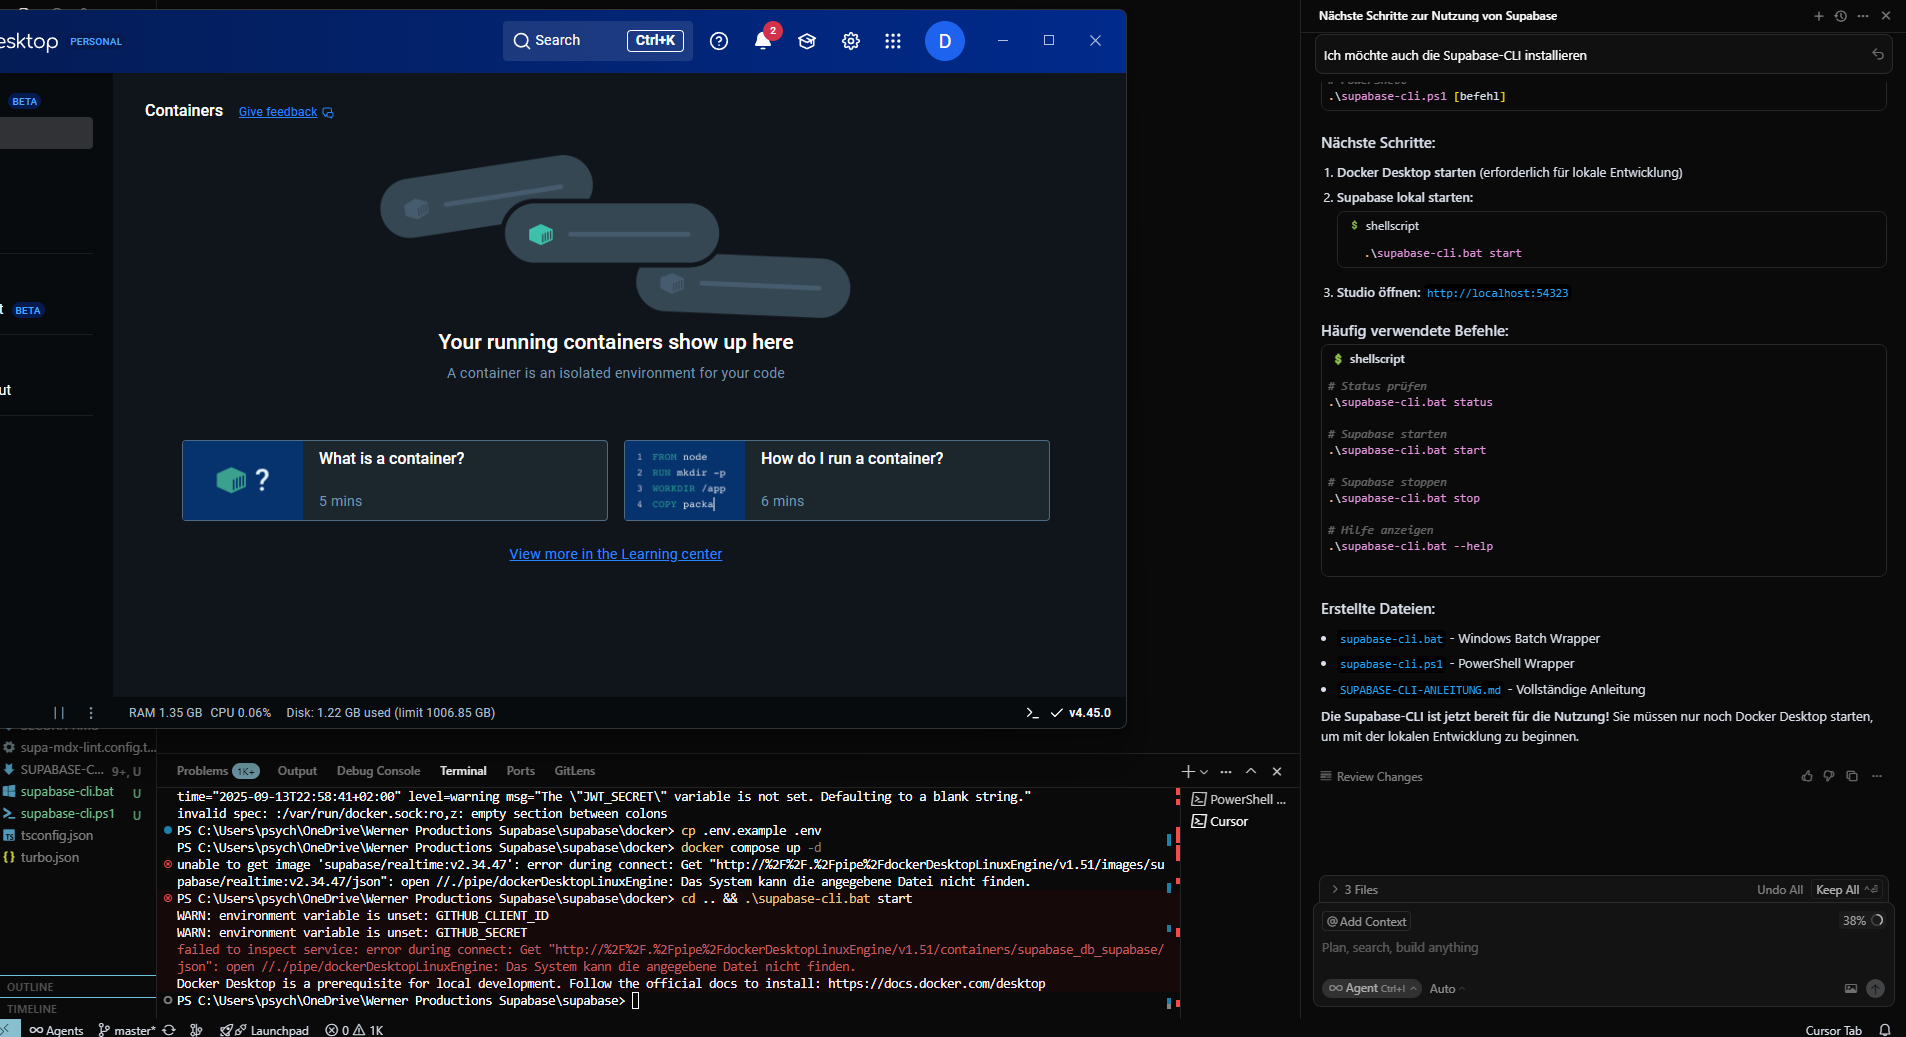 esktop PERSONAL
Search Ctrl+K
2
D
BETA
Containers Give feedback
t BETA
ut
Your running containers show up here
A container is an isolated environment for your code
?
What is a container?
5 mins
1 FROM node
2 RUN mkdir -p
3 WORKDIR /app
4 COPY packa
How do I run a container?
6 mins
View more in the Learning center
RAM 1.35 GB CPU 0.06% Disk: 1.22 GB used (limit 1006.85 GB)
v4.45.0
supa-mdx-lint.config.t...
SUPABASE-C... 9+, U
supabase-cli.bat U
supabase-cli.ps1 U
tsconfig.json
turbo.json
OUTLINE
TIMELINE
Problems 1K+ Output Debug Console Terminal Ports GitLens
time="2025-09-13T22:58:41+02:00" level=warning msg="The \"JWT_SECRET\" variable is not set. Defaulting to a blank string."
invalid spec: :/var/run/docker.sock:ro,z: empty section between colons
PS C:\Users\psych\OneDrive\Werner Productions Supabase\supabase\docker> cp .env.example .env
PS C:\Users\psych\OneDrive\Werner Productions Supabase\supabase\docker> docker compose up -d
unable to get image 'supabase/realtime:v2.34.47': error during connect: Get "http://%2F%2F.%2Fpipe%2FdockerDesktopLinuxEngine/v1.51/images/su
pabase/realtime:v2.34.47/json": open //./pipe/dockerDesktopLinuxEngine: Das System kann die angegebene Datei nicht finden.
PS C:\Users\psych\OneDrive\Werner Productions Supabase\supabase\docker> cd .. && .\supabase-cli.bat start
WARN: environment variable is unset: GITHUB_CLIENT_ID
WARN: environment variable is unset: GITHUB_SECRET
failed to inspect service: error during connect: Get "http://%2F%2F.%2Fpipe%2FdockerDesktopLinuxEngine/v1.51/containers/supabase_db_supabase/
json": open //./pipe/dockerDesktopLinuxEngine: Das System kann die angegebene Datei nicht finden.
Docker Desktop is a prerequisite for local development. Follow the official docs to install: https://docs.docker.com/desktop
PS C:\Users\psych\OneDrive\Werner Productions Supabase\supabase>
PowerShell ...
Cursor
Agents master* Launchpad 0 1K
Nächste Schritte zur Nutzung von Supabase
Ich möchte auch die Supabase-CLI installieren
.\supabase-cli.ps1 [befehl]
Nächste Schritte:
1. Docker Desktop starten (erforderlich für lokale Entwicklung)
2. Supabase lokal starten:
$ shellscript
.\supabase-cli.bat start
3. Studio öffnen: http://localhost:54323
Häufig verwendete Befehle:
$ shellscript
# Status prüfen
.\supabase-cli.bat status
# Supabase starten
.\supabase-cli.bat start
# Supabase stoppen
.\supabase-cli.bat stop
# Hilfe anzeigen
.\supabase-cli.bat --help
Erstellte Dateien:
• supabase-cli.bat - Windows Batch Wrapper
• supabase-cli.ps1 - PowerShell Wrapper
• SUPABASE-CLI-ANLEITUNG.md - Vollständige Anleitung
Die Supabase-CLI ist jetzt bereit für die Nutzung! Sie müssen nur noch Docker Desktop starten,
um mit der lokalen Entwicklung zu beginnen.
Review Changes
3 Files Undo All Keep All
@ Add Context 38%
Plan, search, build anything
Agent Ctrl+I Auto
Cursor Tab